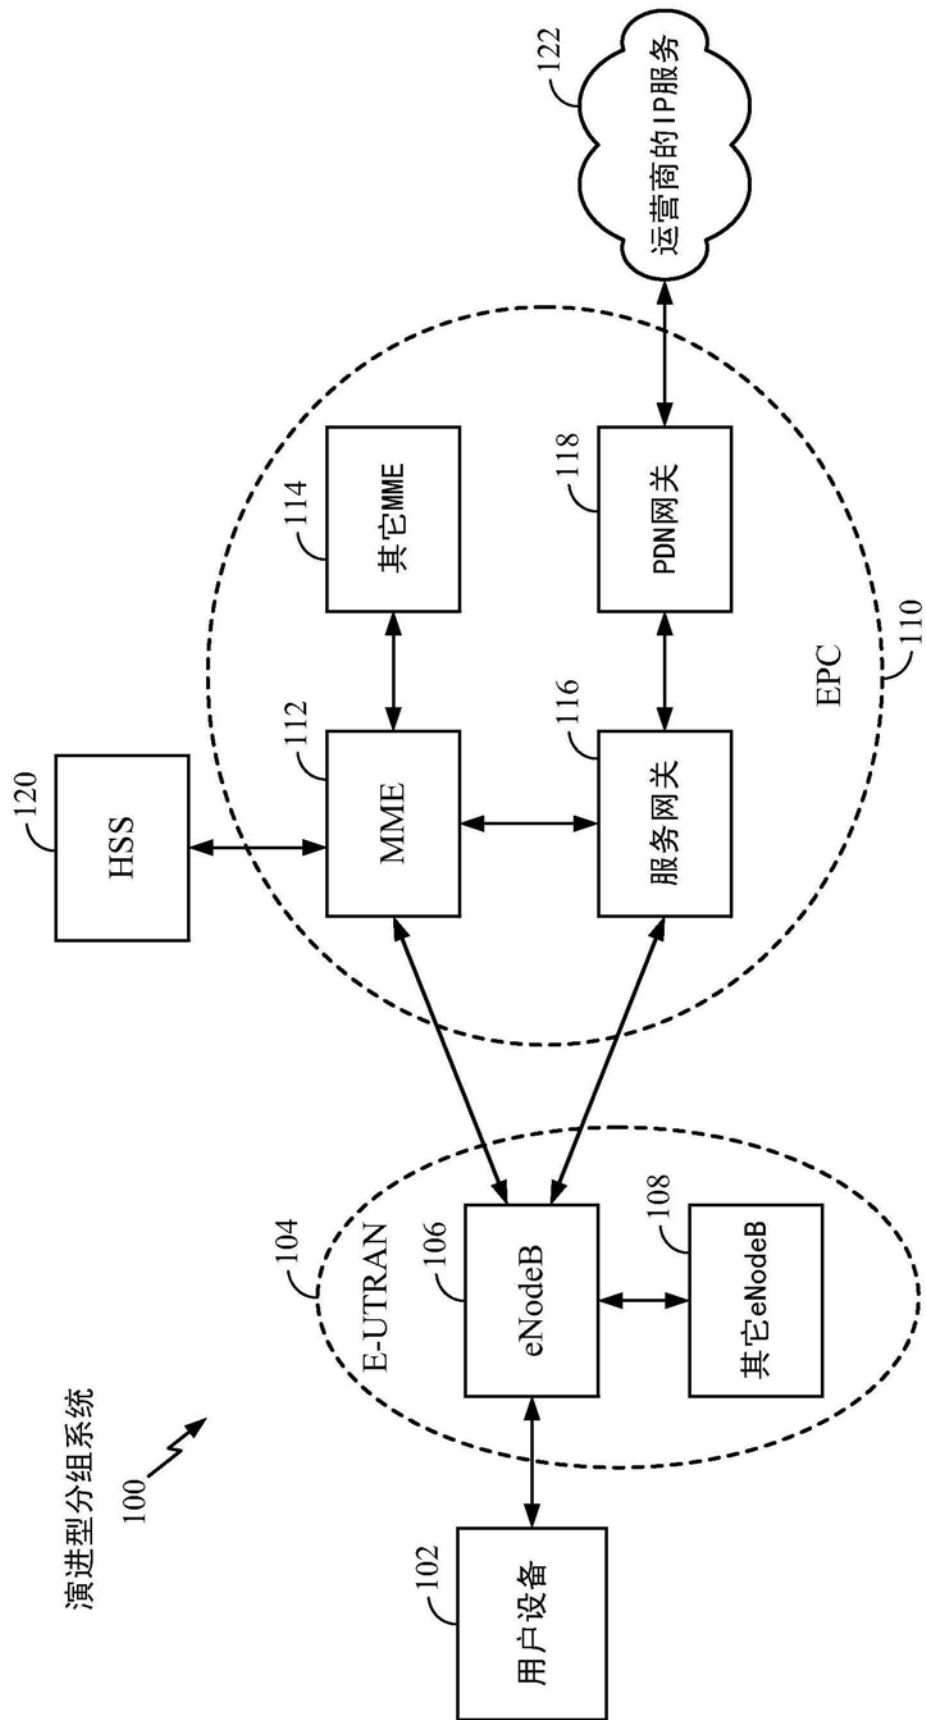 演进型分组系统
100
用户设备
102
104
E-UTRAN
106
eNodeB
108
其它eNodeB
120
HSS
112
MME
114
其它MME
116
服务网关
118
PDN网关
EPC
110
122
运营商的IP服务